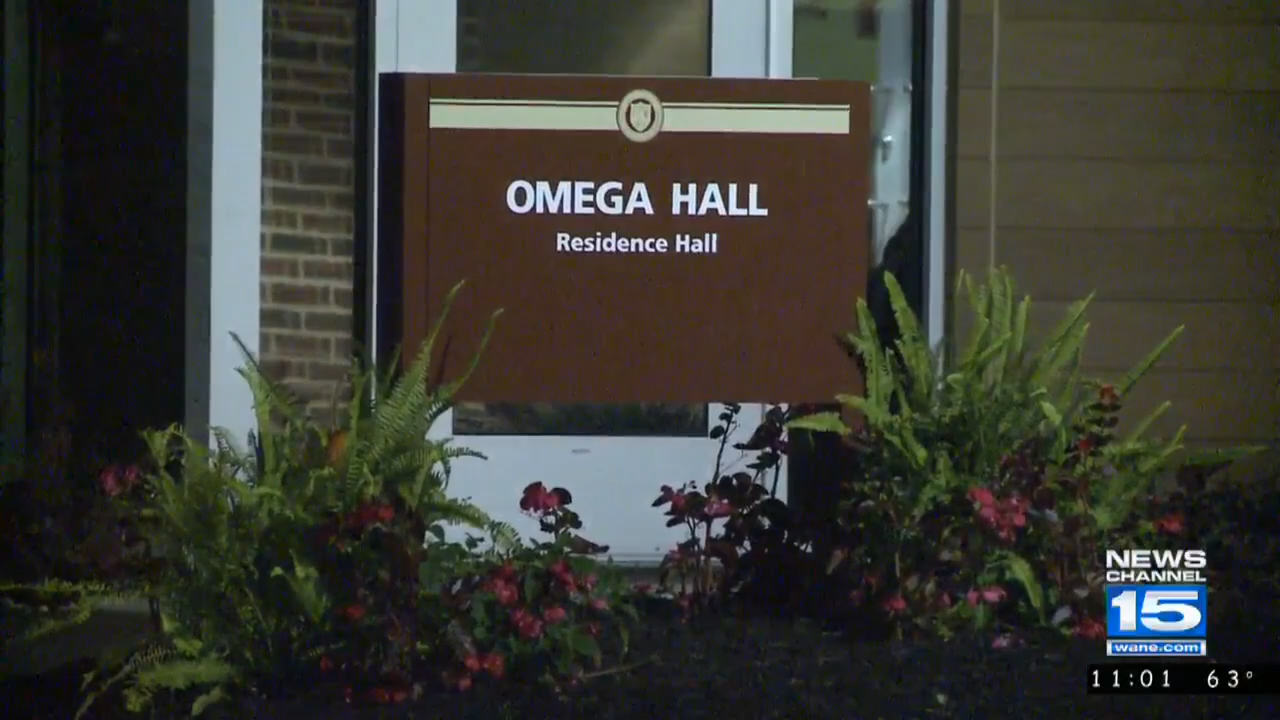 OMEGA HALL
Residence Hall
NEWS
CHANNEL
15
wane.com
11:01 63°